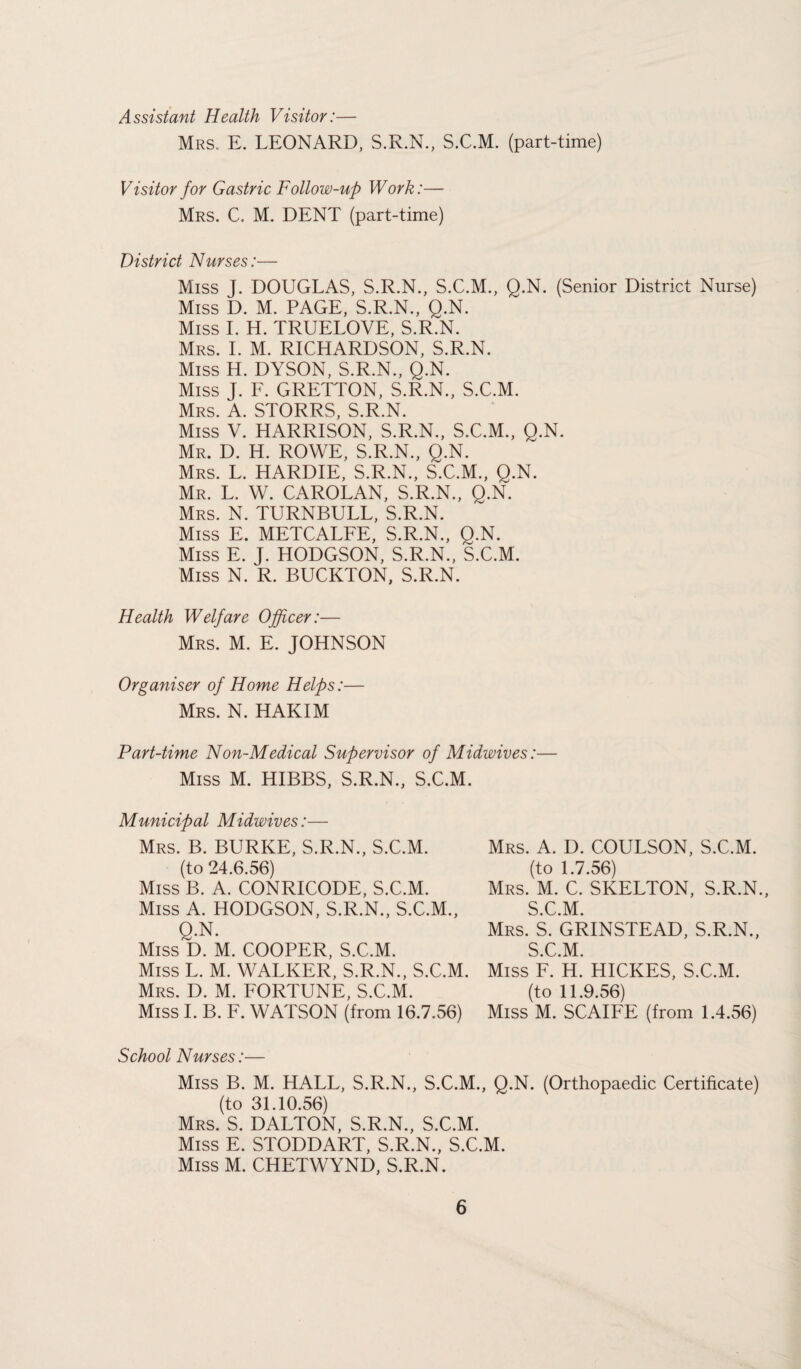 Assistant Health Visitor:—
Mrs. E. LEONARD, S.R.N., S.C.M. (part-time)
Visitor for Gastric Follow-up Work:—
Mrs. C. M. DENT (part-time)
District Nurses:—
Miss J. DOUGLAS, S.R.N., S.C.M., Q.N. (Senior District Nurse)
Miss D. M. PAGE, S.R.N., Q.N.
Miss I. H. TRUELOVE, S.R.N.
Mrs. I. M. RICHARDSON, S.R.N.
Miss H. DYSON, S.R.N., Q.N.
Miss J. F. GRETTON, S.R.N., S.C.M.
Mrs. A. STORRS, S.R.N.
Miss V. HARRISON, S.R.N., S.C.M., Q.N.
Mr. D. H. ROWE, S.R.N., Q.N.
Mrs. L. HARDIE, S.R.N., S.C.M., Q.N.
Mr. L. W. CAROLAN, S.R.N., Q.N.
Mrs. N. TURNBULL, S.R.N.
Miss E. METCALFE, S.R.N., Q.N.
Miss E. J. HODGSON, S.R.N., S.C.M.
Miss N. R. BUCKTON, S.R.N.
Health Welfare Officer:—
Mrs. M. E. JOHNSON
Organiser of Home Helps:—
Mrs. N. HAKIM
Part-time Non-Medical Supervisor of Midwives:—
Miss M. HIBBS, S.R.N., S.C.M.
Municipal Midwives:—
Mrs. B. BURKE, S.R.N., S.C.M.
(to 24.6.56)
Miss B. A. CONRICODE, S.C.M.
Miss A. HODGSON, S.R.N., S.C.M.,
Q.N.
Miss D. M. COOPER, S.C.M.
Miss L. M. WALKER, S.R.N., S.C.M.
Mrs. D. M. FORTUNE, S.C.M.
Miss I. B. F. WATSON (from 16.7.56)
Mrs. A. D. COULSON, S.C.M.
(to 1.7.56)
Mrs. M. C. SKELTON, S.R.N.,
S.C.M.
Mrs. S. GRINSTEAD, S.R.N.,
S.C.M.
Miss F. H. HICKES, S.C.M.
(to 11.9.56)
Miss M. SCAIFE (from 1.4.56)
School Nurses:—
Miss B. M. HALL, S.R.N., S.C.M., Q.N. (Orthopaedic Certificate)
(to 31.10.56)
Mrs. S. DALTON, S.R.N., S.C.M.
Miss E. STODDART, S.R.N., S.C.M.
Miss M. CHETWYND, S.R.N.
6